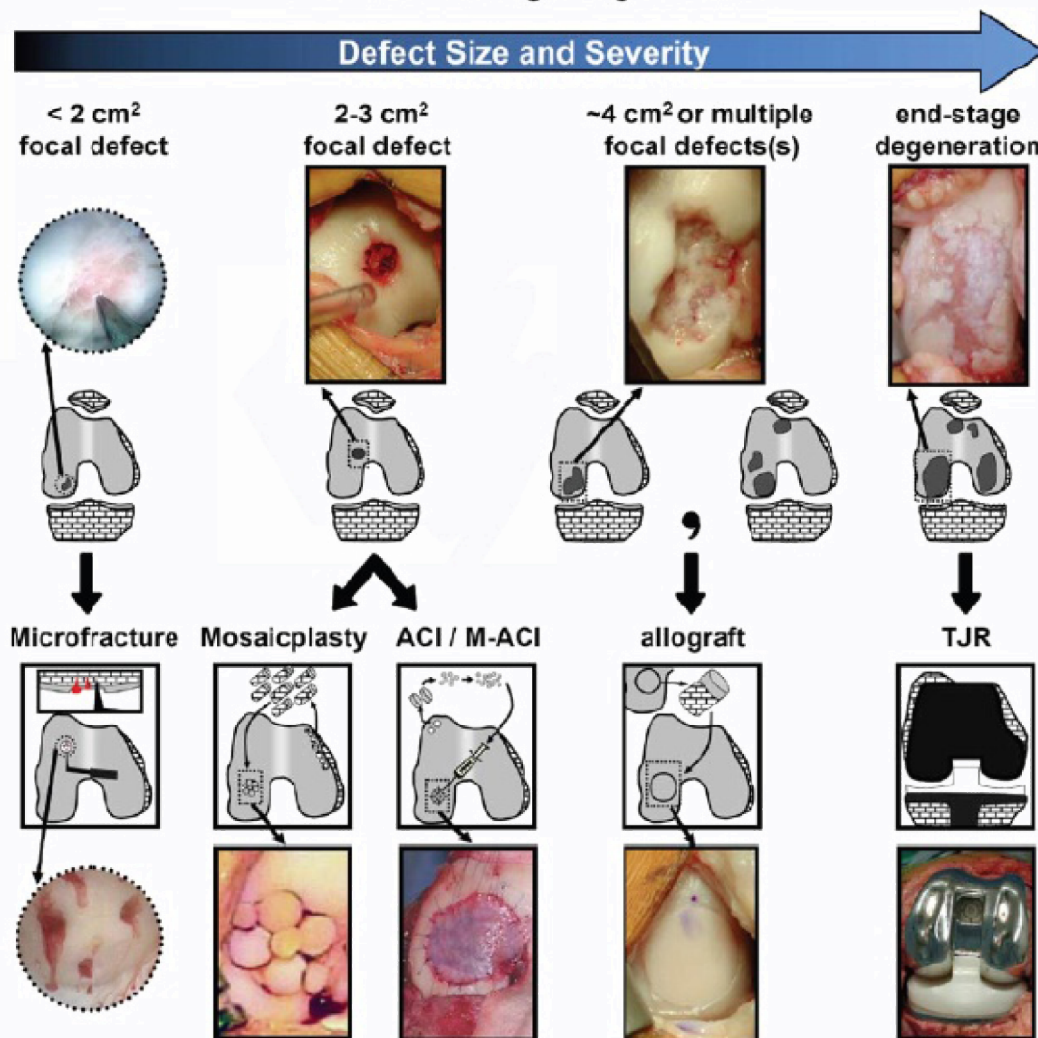 Defect Size and Severity
< 2 cm²
focal defect
2-3 cm²
focal defect
~4 cm² or multiple
focal defects(s)
end-stage
degeneration
,
Microfracture
Mosaicplasty
ACI / M-ACI
allograft
TJR